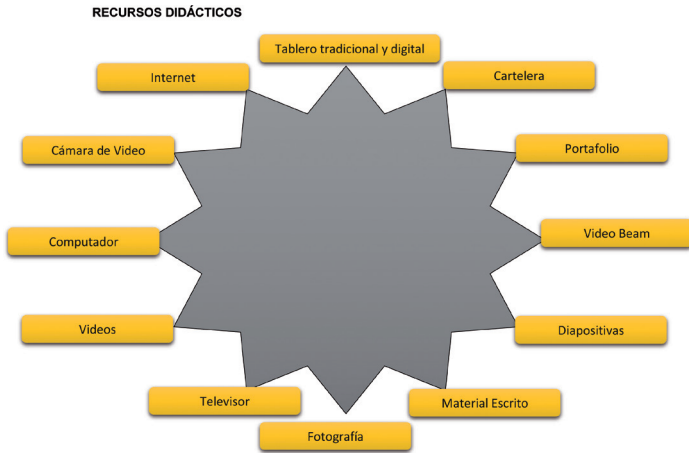 RECURSOS DIDÁCTICOS
Tablero tradicional y digital
Cartelera
Portafolio
Video Beam
Diapositivas
Material Escrito
Fotografía
Televisor
Videos
Computador
Cámara de Video
Internet